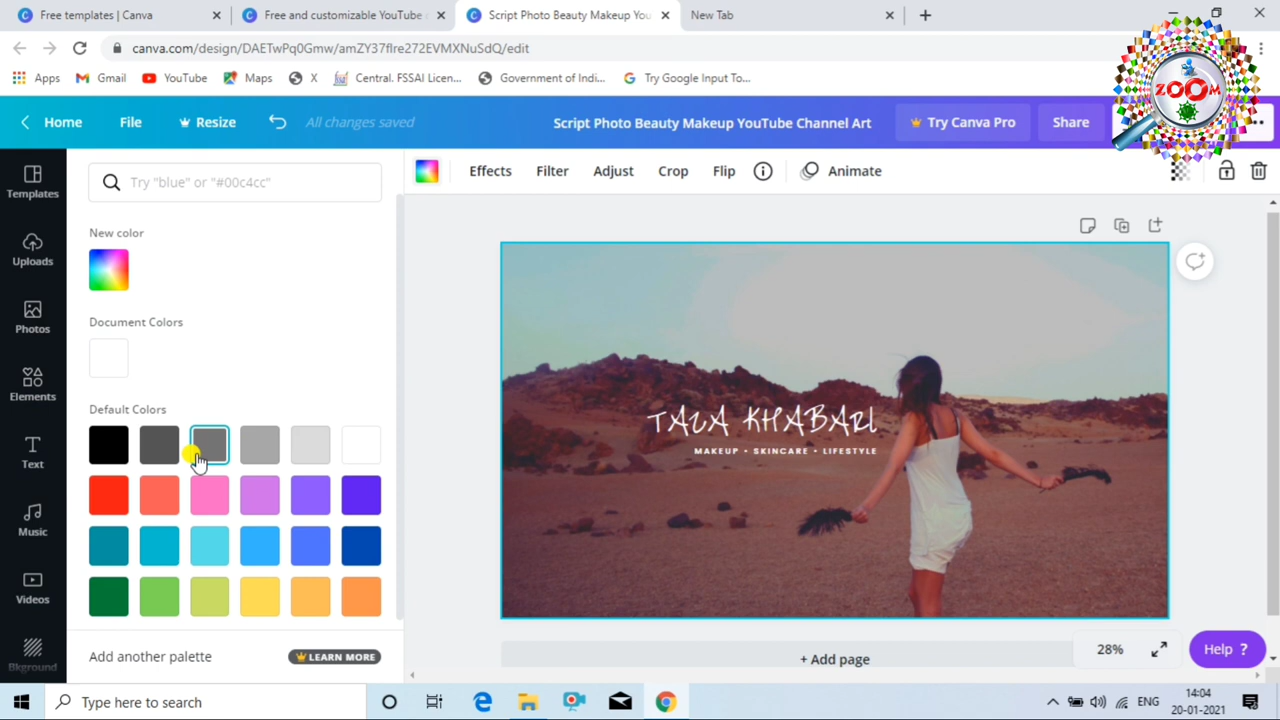 Free templates | Canva
Free and customizable YouTube
Script Photo Beauty Makeup You
New Tab
canva.com/design/DAETwPq0Gmw/amZY37flre272EVMXNuSdQ/edit
Apps
Gmail
YouTube
Maps
X
Central. FSSAI Licen...
Government of Indi...
Try Google Input To...
ZOOM
Home
File
Resize
All changes saved
Script Photo Beauty Makeup YouTube Channel Art
Try Canva Pro
Share
Templates
Uploads
Photos
Elements
Text
Music
Videos
Bkground
Try "blue" or "#00c4cc"
New color
Document Colors
Default Colors
Add another palette
LEARN MORE
Effects
Filter
Adjust
Crop
Flip
Animate
TAZA KHABARI
MAKEUP • SKINCARE • LIFESTYLE
+ Add page
28%
Help ?
Type here to search
ENG
14:04
20-01-2021